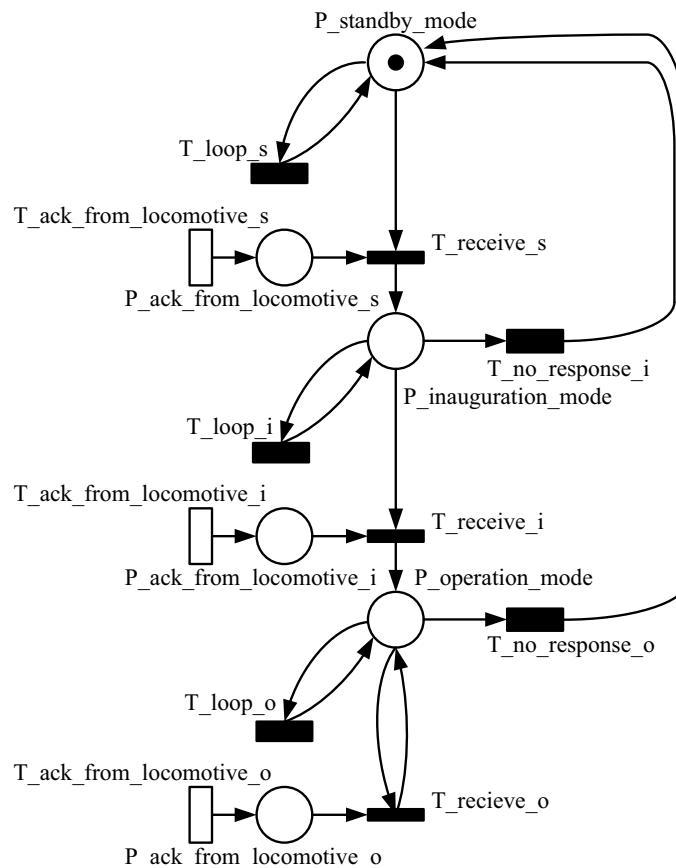 P_standby_mode
T_loop_s
T_ack_from_locomotive_s
T_receive_s
P_ack_from_locomotive_s
T_no_response_i
P_inauguration_mode
T_loop_i
T_ack_from_locomotive_i
T_receive_i
P_ack_from_locomotive_i
P_operation_mode
T_no_response_o
T_loop_o
T_ack_from_locomotive_o
T_recieve_o
P_ack_from_locomotive_o